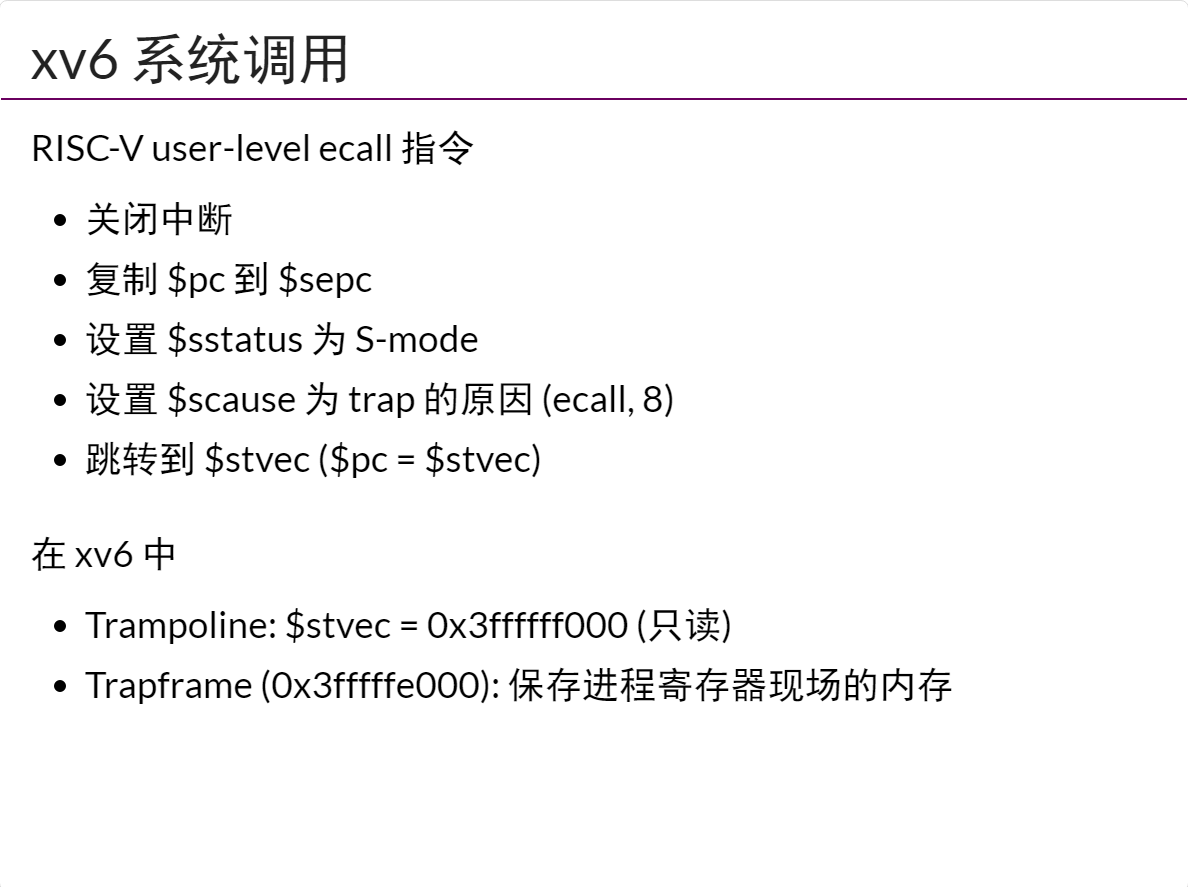 xv6 系统调用
RISC-V user-level ecall 指令
• 关闭中断
• 复制 $pc 到 $sepc
• 设置 $sstatus 为 S-mode
• 设置 $scause 为 trap 的原因 (ecall, 8)
• 跳转到 $stvec ($pc = $stvec)
在 xv6 中
• Trampoline: $stvec = 0x3ffffff000 (只读)
• Trapframe (0x3fffffe000): 保存进程寄存器现场的内存